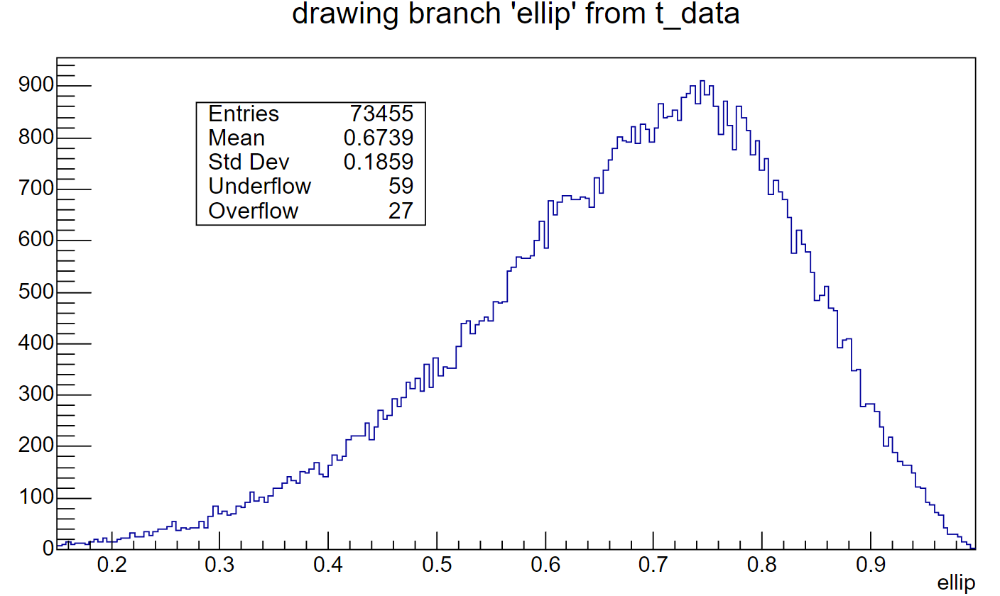 drawing branch 'ellip' from t_data
900
800
700
600
500
400
300
200
100
0
Entries 73455
Mean 0.6739
Std Dev 0.1859
Underflow 59
Overflow 27
0.2 0.3 0.4 0.5 0.6 0.7 0.8 0.9
ellip